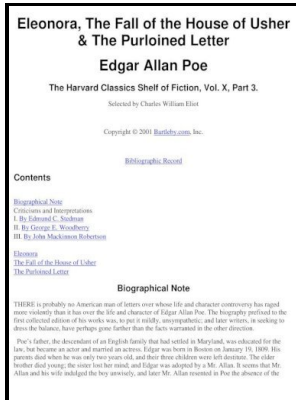 Eleonora, The Fall of the House of Usher
& The Purloined Letter
Edgar Allan Poe
The Harvard Classics Shelf of Fiction, Vol. X, Part 3.
Selected by Charles William Eliot
Copyright © 2001 Bartleby.com, Inc.
Bibliographic Record
Contents
Biographical Note
Criticisms and Interpretations
I. By Edmund C. Stedman
II. By George E. Woodberry
III. By John Mackinnon Robertson
Eleonora
The Fall of the House of Usher
The Purloined Letter
Biographical Note
THERE is probably no American man of letters over whose life and character controversy has raged
more violently than it has over the life and character of Edgar Allan Poe. The biography prefixed to the
first collected edition of his works was, to put it mildly, unsympathetic; and later writers, in seeking to
dress the balance, have perhaps gone farther than the facts warranted in the other direction.
Poe's father, the descendant of an English family that had settled in Maryland, was educated for the
law, but became an actor and married an actress. Edgar was born in Boston on January 19, 1809. His
parents died when he was only two years old, and their three children were left destitute. The elder
brother died young; the sister lost her mind; and Edgar was adopted by a Mr. Allan. It seems that Mr.
Allan and his wife indulged the boy unwisely, and later Mr. Allan resented in Poe the absence of the